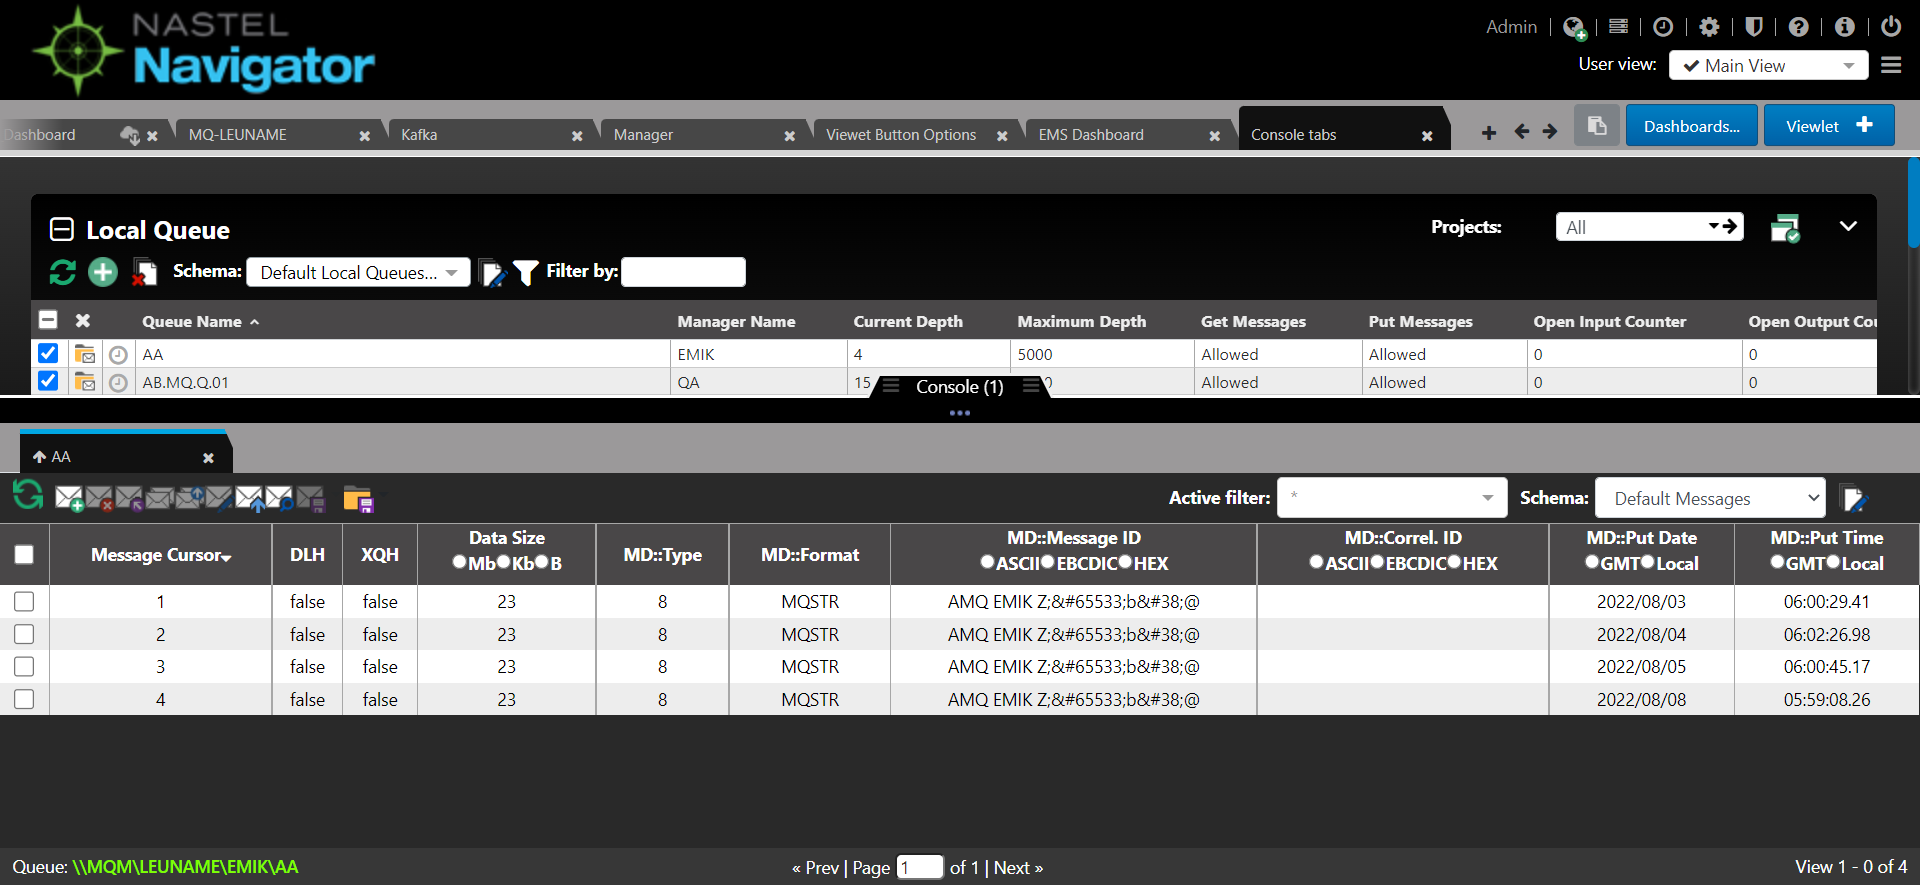 NASTEL
Navigator
Admin
User view: Main View
Dashboard MQ-LEUNAME Kafka Manager Viewet Button Options EMS Dashboard Console tabs Dashboards... Viewlet
Local Queue Projects: All
Schema: Default Local Queues... Filter by:
Queue Name Manager Name Current Depth Maximum Depth Get Messages Put Messages Open Input Counter Open Output Cou
AA EMIK 4 5000 Allowed Allowed 0 0
AB.MQ.Q.01 QA 15 Allowed Allowed 0 0
Console (1)
AA
Active filter: * Schema: Default Messages
Message Cursor DLH XQH Data Size MD::Type MD::Format MD::Message ID MD::Correl. ID MD::Put Date MD::Put Time
Mb Kb B ASCII EBCDIC HEX ASCII EBCDIC HEX GMT Local GMT Local
1 false false 23 8 MQSTR AMQ EMIK Z;&#65533;b&#38;@ 2022/08/03 06:00:29.41
2 false false 23 8 MQSTR AMQ EMIK Z;&#65533;b&#38;@ 2022/08/04 06:02:26.98
3 false false 23 8 MQSTR AMQ EMIK Z;&#65533;b&#38;@ 2022/08/05 06:00:45.17
4 false false 23 8 MQSTR AMQ EMIK Z;&#65533;b&#38;@ 2022/08/08 05:59:08.26
Queue: \\MQM\LEUNAME\EMIK\AA « Prev | Page 1 of 1 | Next » View 1 - 0 of 4